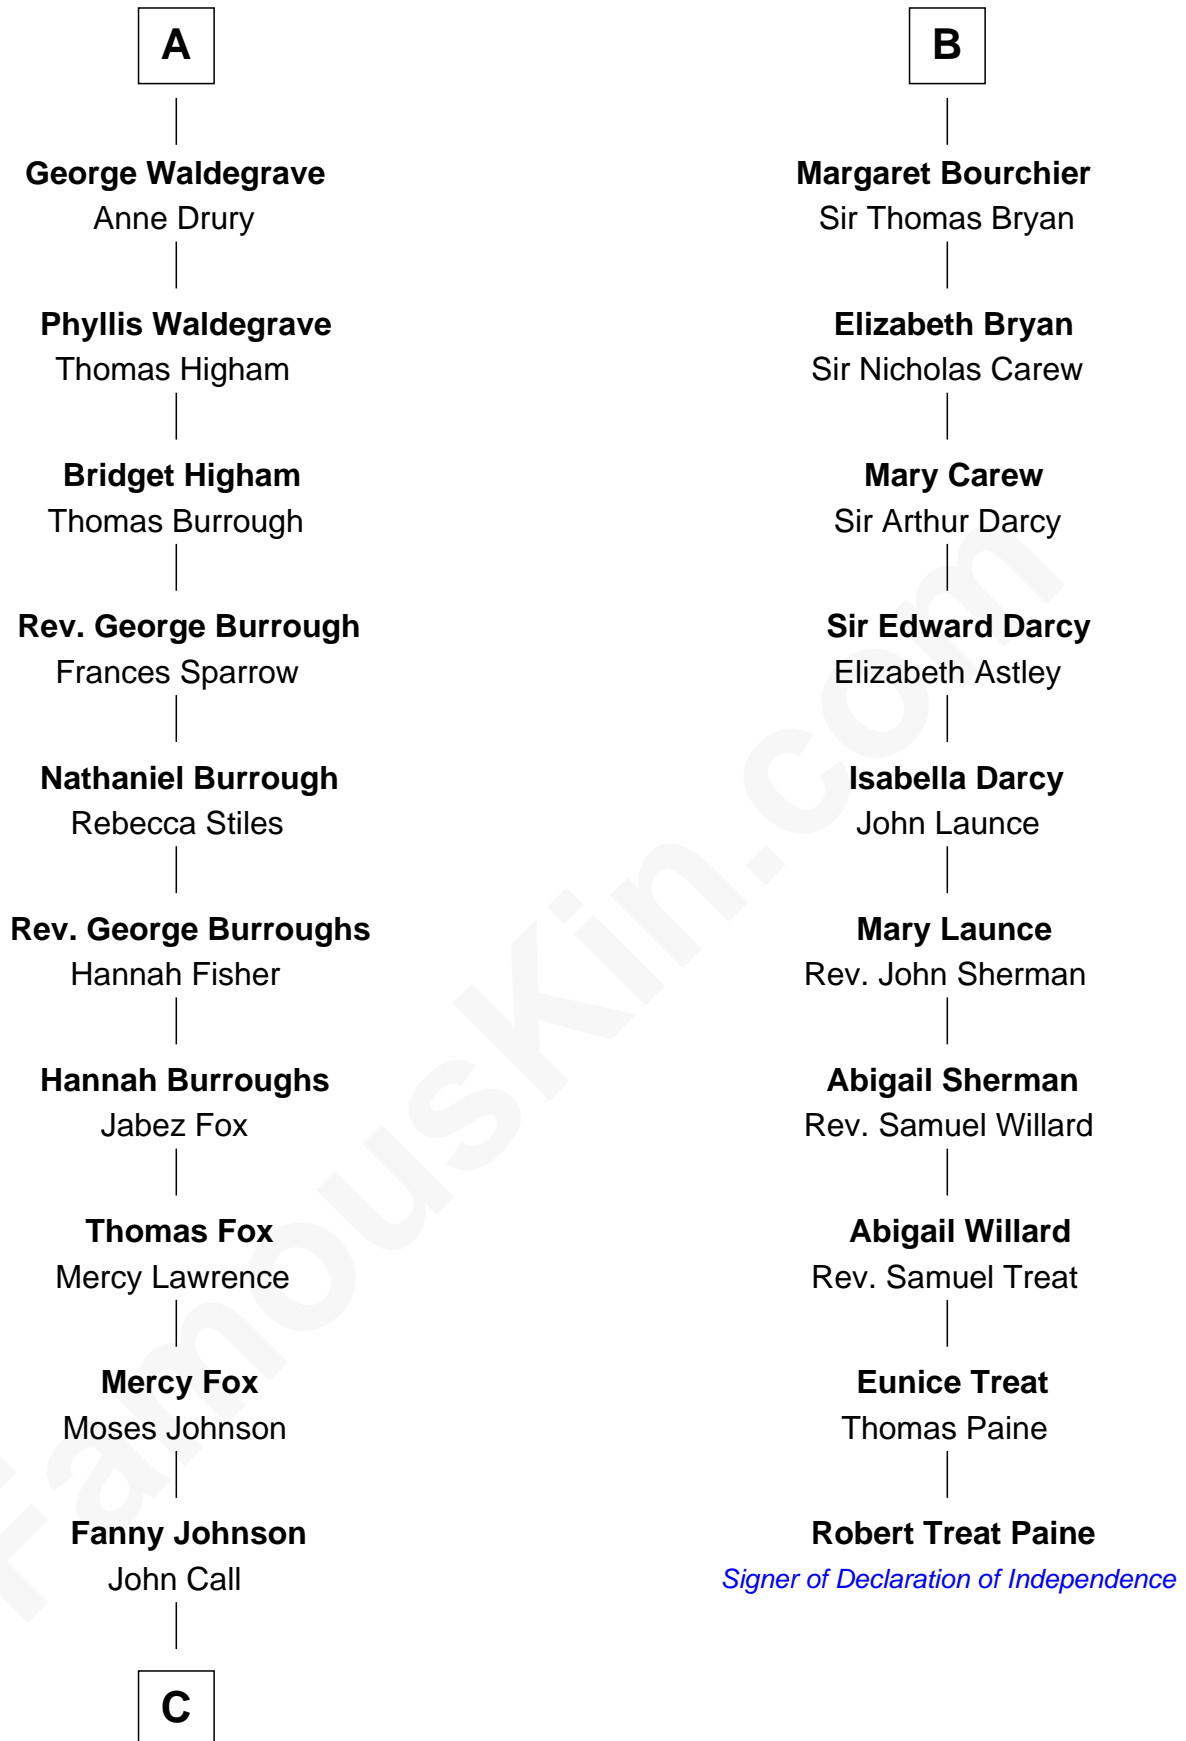 A
George Waldegrave
Anne Drury
Phyllis Waldegrave
Thomas Higham
Bridget Higham
Thomas Burrough
Rev. George Burrough
Frances Sparrow
Nathaniel Burrough
Rebecca Stiles
Rev. George Burroughs
Hannah Fisher
Hannah Burroughs
Jabez Fox
Thomas Fox
Mercy Lawrence
Mercy Fox
Moses Johnson
Fanny Johnson
John Call
C
B
Margaret Bourchier
Sir Thomas Bryan
Elizabeth Bryan
Sir Nicholas Carew
Mary Carew
Sir Arthur Darcy
Sir Edward Darcy
Elizabeth Astley
Isabella Darcy
John Launce
Mary Launce
Rev. John Sherman
Abigail Sherman
Rev. Samuel Willard
Abigail Willard
Rev. Samuel Treat
Eunice Treat
Thomas Paine
Robert Treat Paine
Signer of Declaration of Independence
FamousKin.com